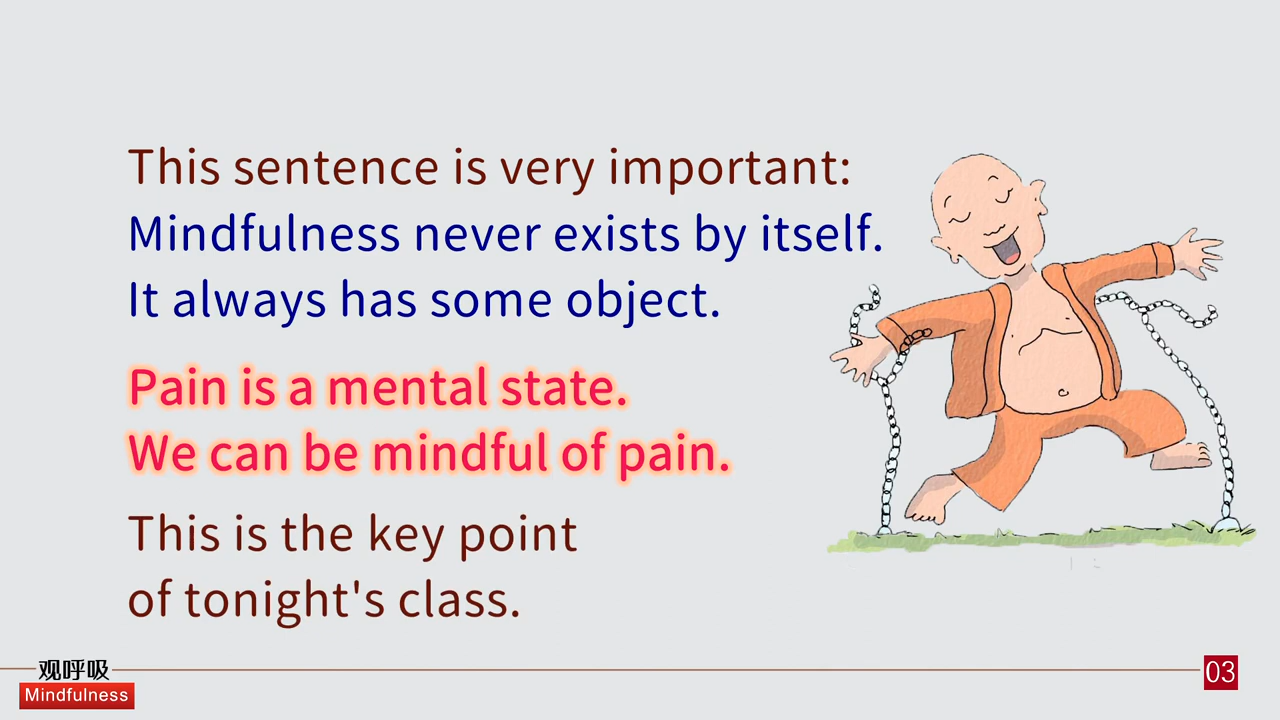 This sentence is very important:
Mindfulness never exists by itself.
It always has some object.
Pain is a mental state.
We can be mindful of pain.
This is the key point
of tonight's class.
观呼吸
Mindfulness
03